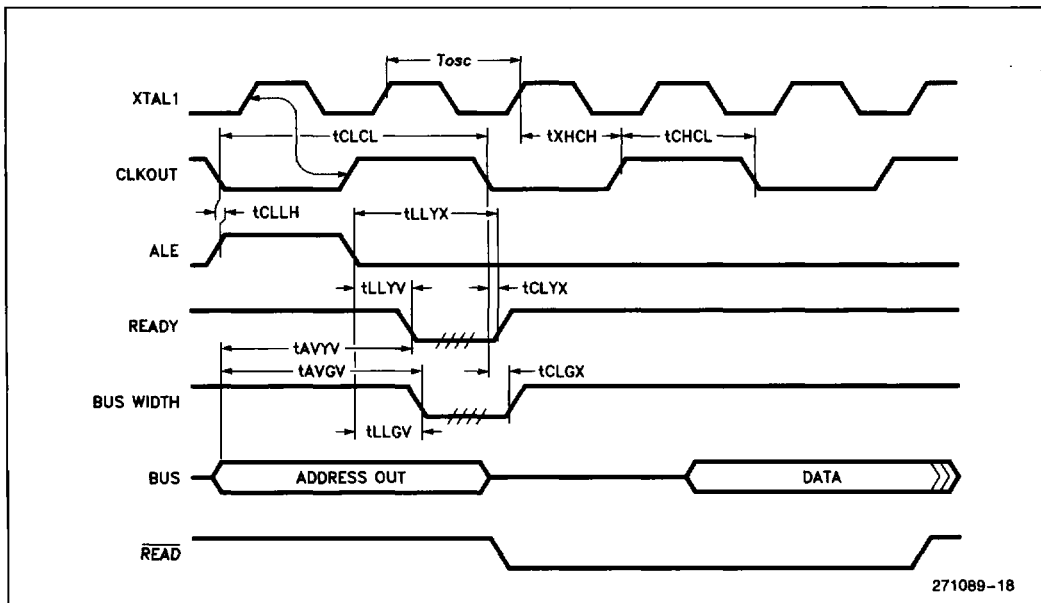 Tosc
XTAL1
tCLCL
tXHCH
tCHCL
CLKOUT
tCLLH
tLLYX
ALE
tLLYV
tCLYX
READY
tAVYV
tAVGV
tCLGX
BUS WIDTH
tLLGV
BUS
ADDRESS OUT
DATA
READ
271089-18